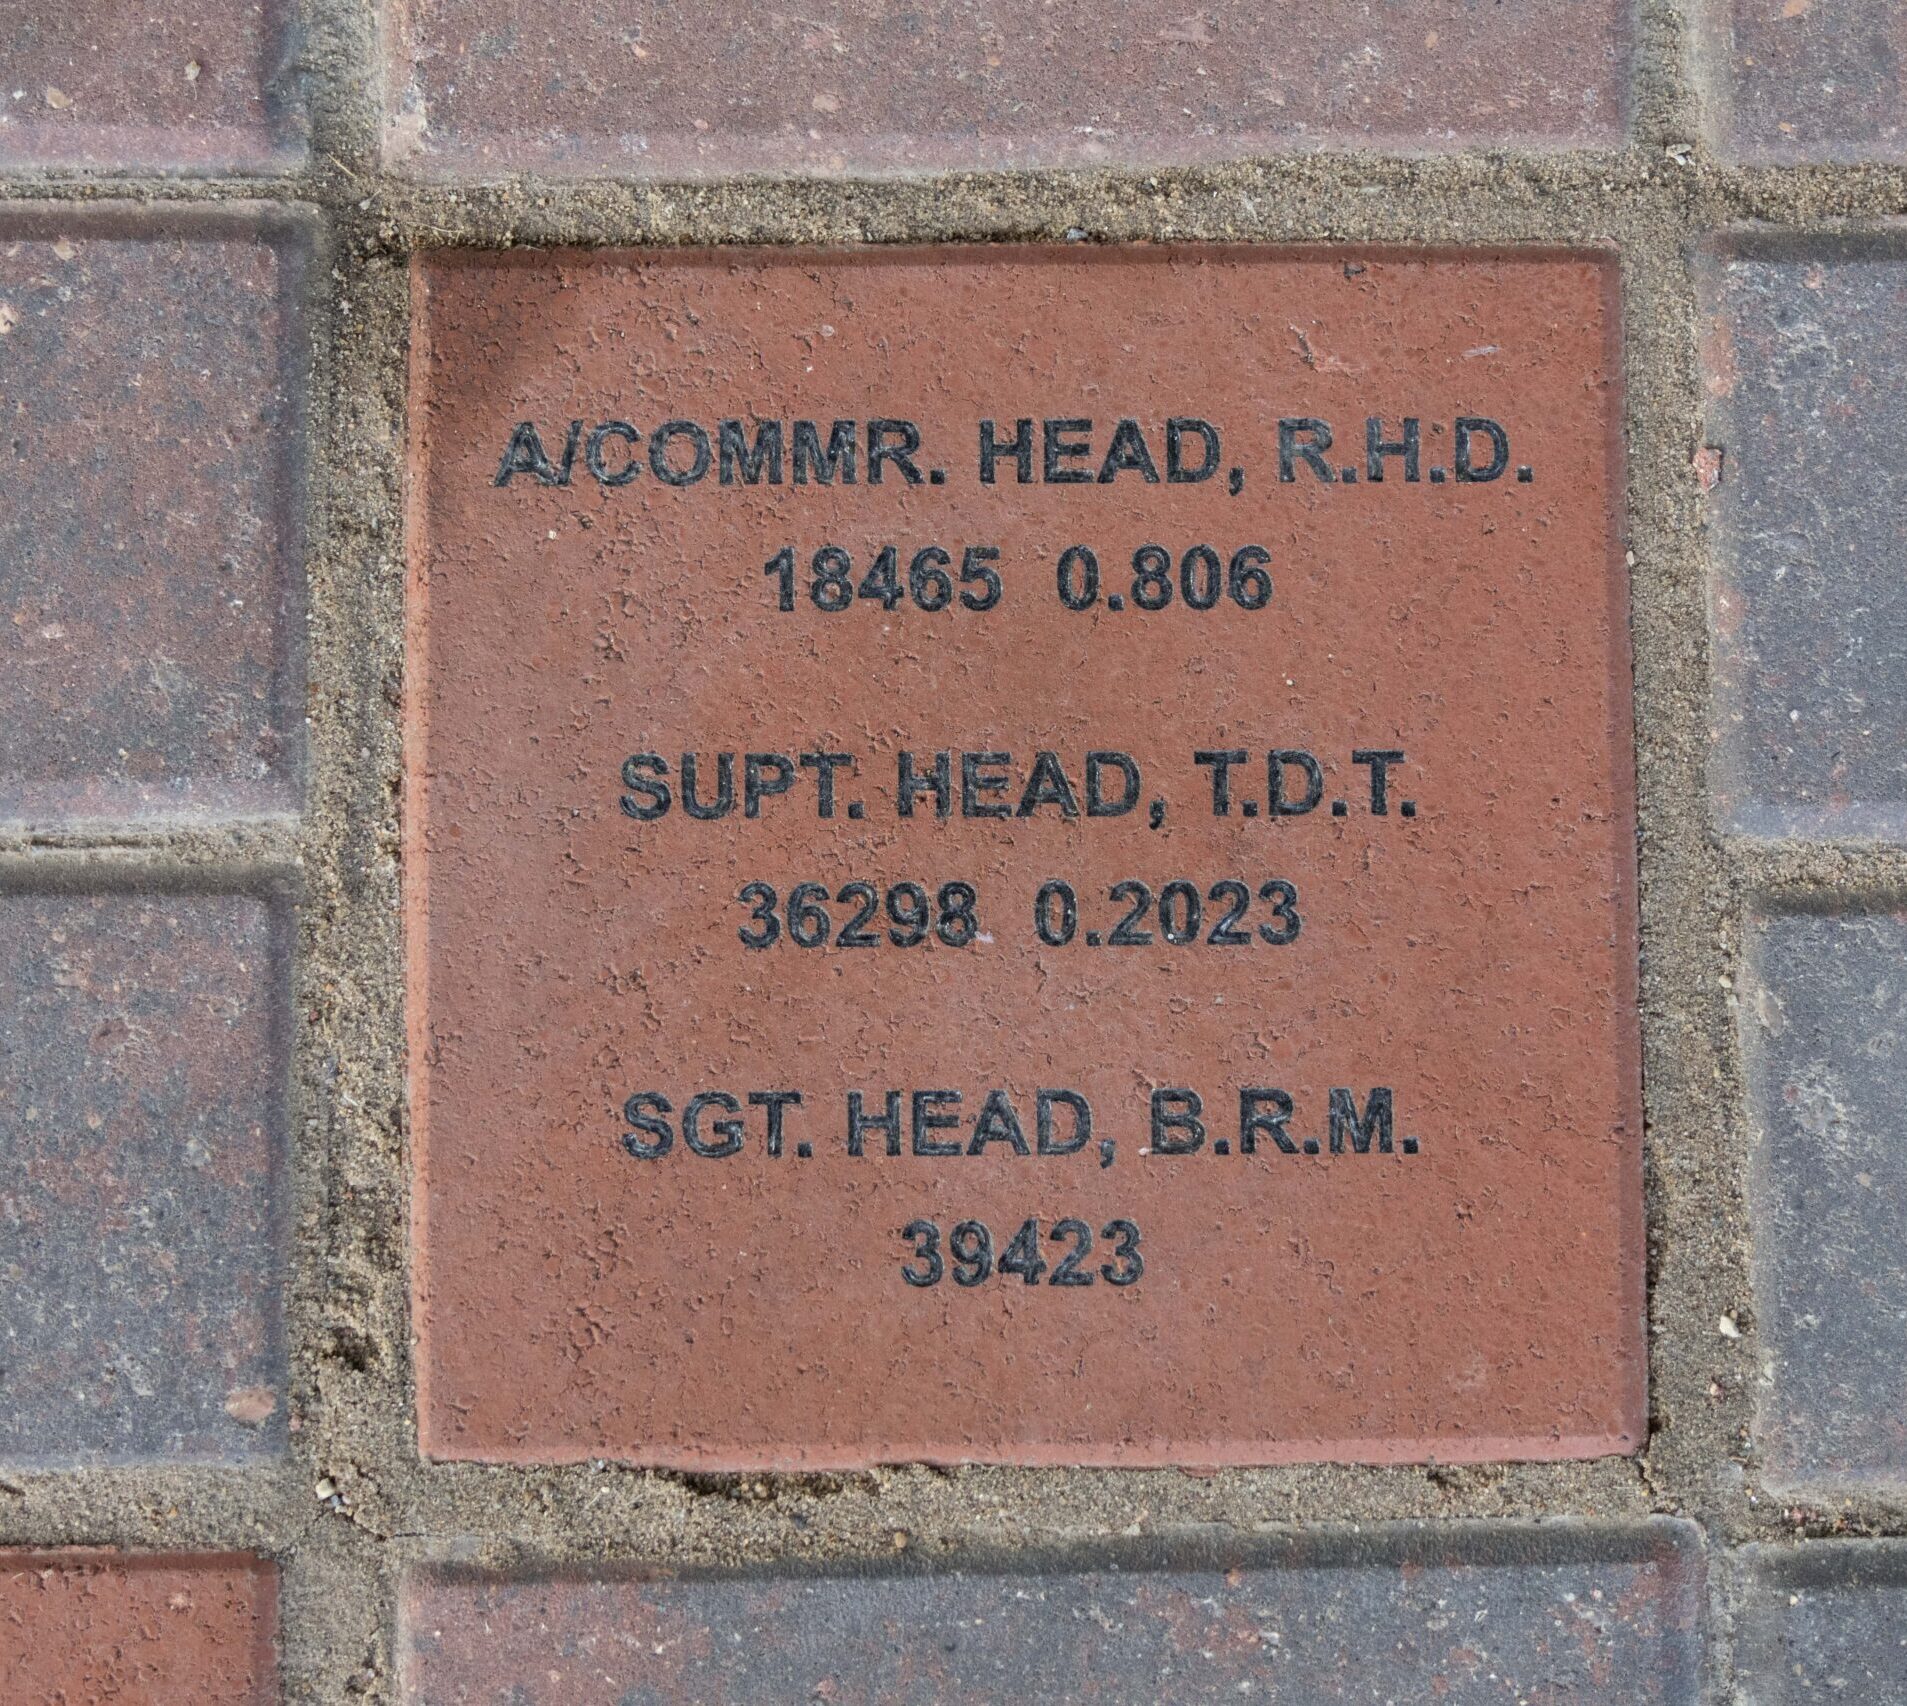 A/COMMR. HEAD, R.H.D.
18465 0.806
SUPT. HEAD, T.D.T.
36298 0.2023
SGT. HEAD, B.R.M.
39423